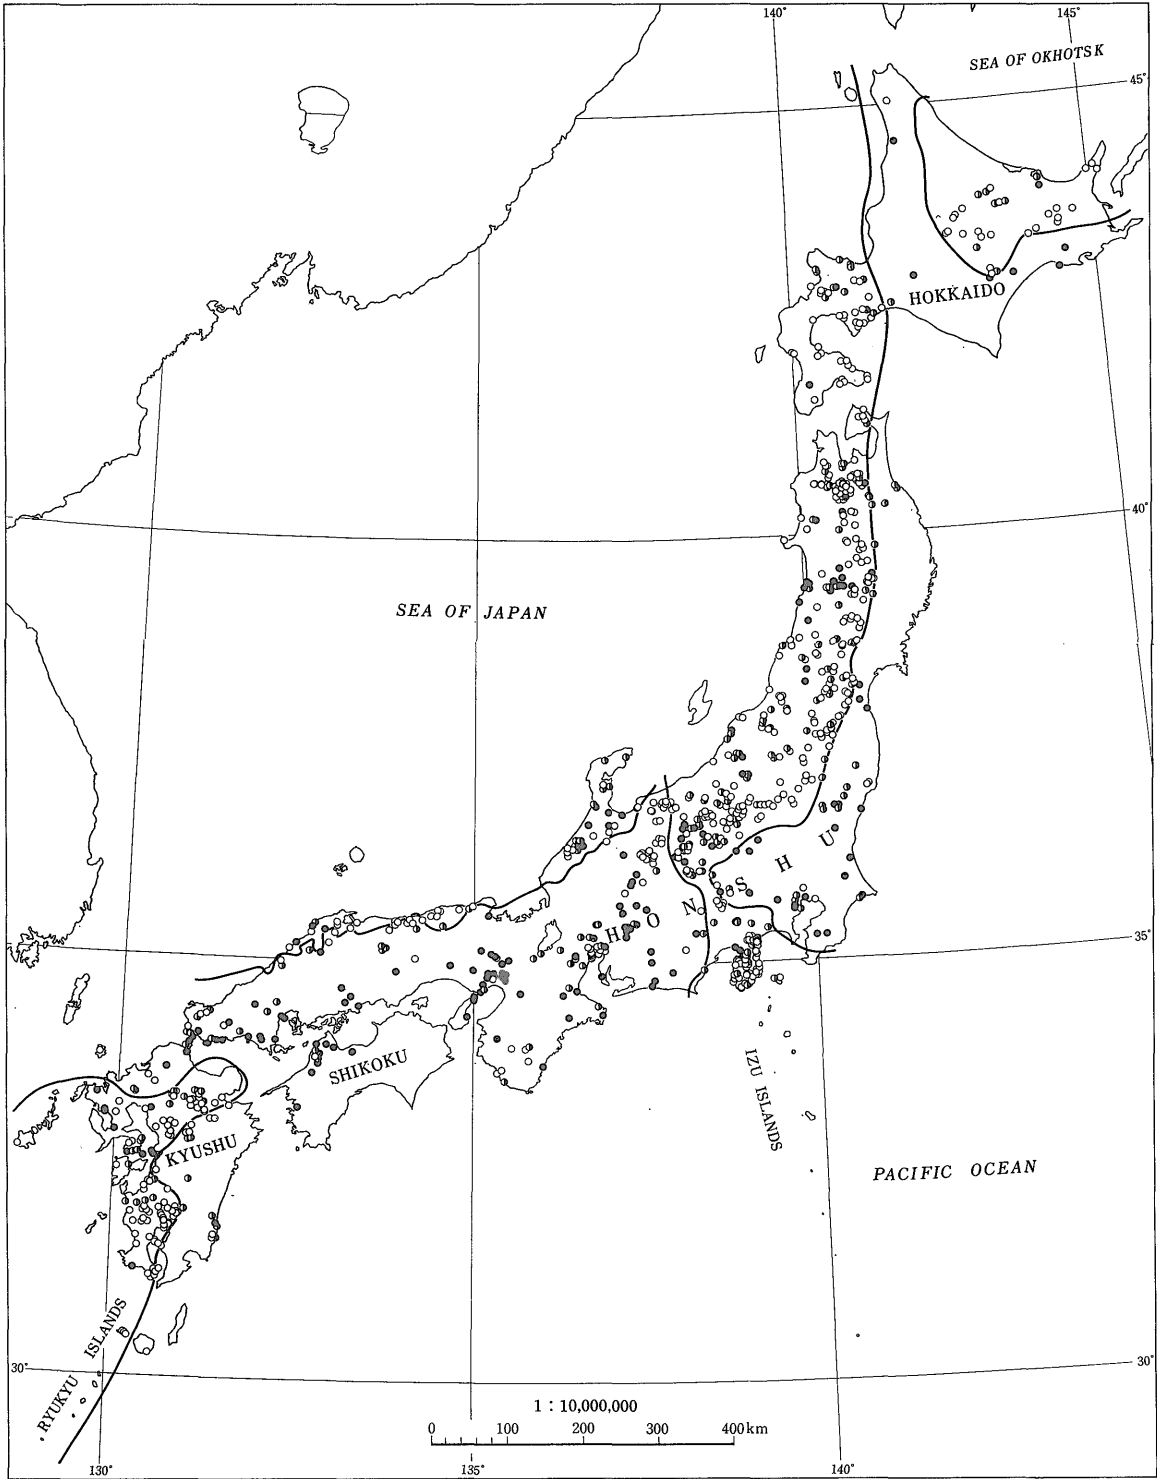 140°
145°
SEA OF OKHOTSK
45°
HOKKAIDO
40°
SEA OF JAPAN
HONSHU
35°
SHIKOKU
IZU ISLANDS
KYUSHU
PACIFIC OCEAN
RYUKYU ISLANDS
30°
30°
1 : 10,000,000
0 100 200 300 400km
130°
135°
140°